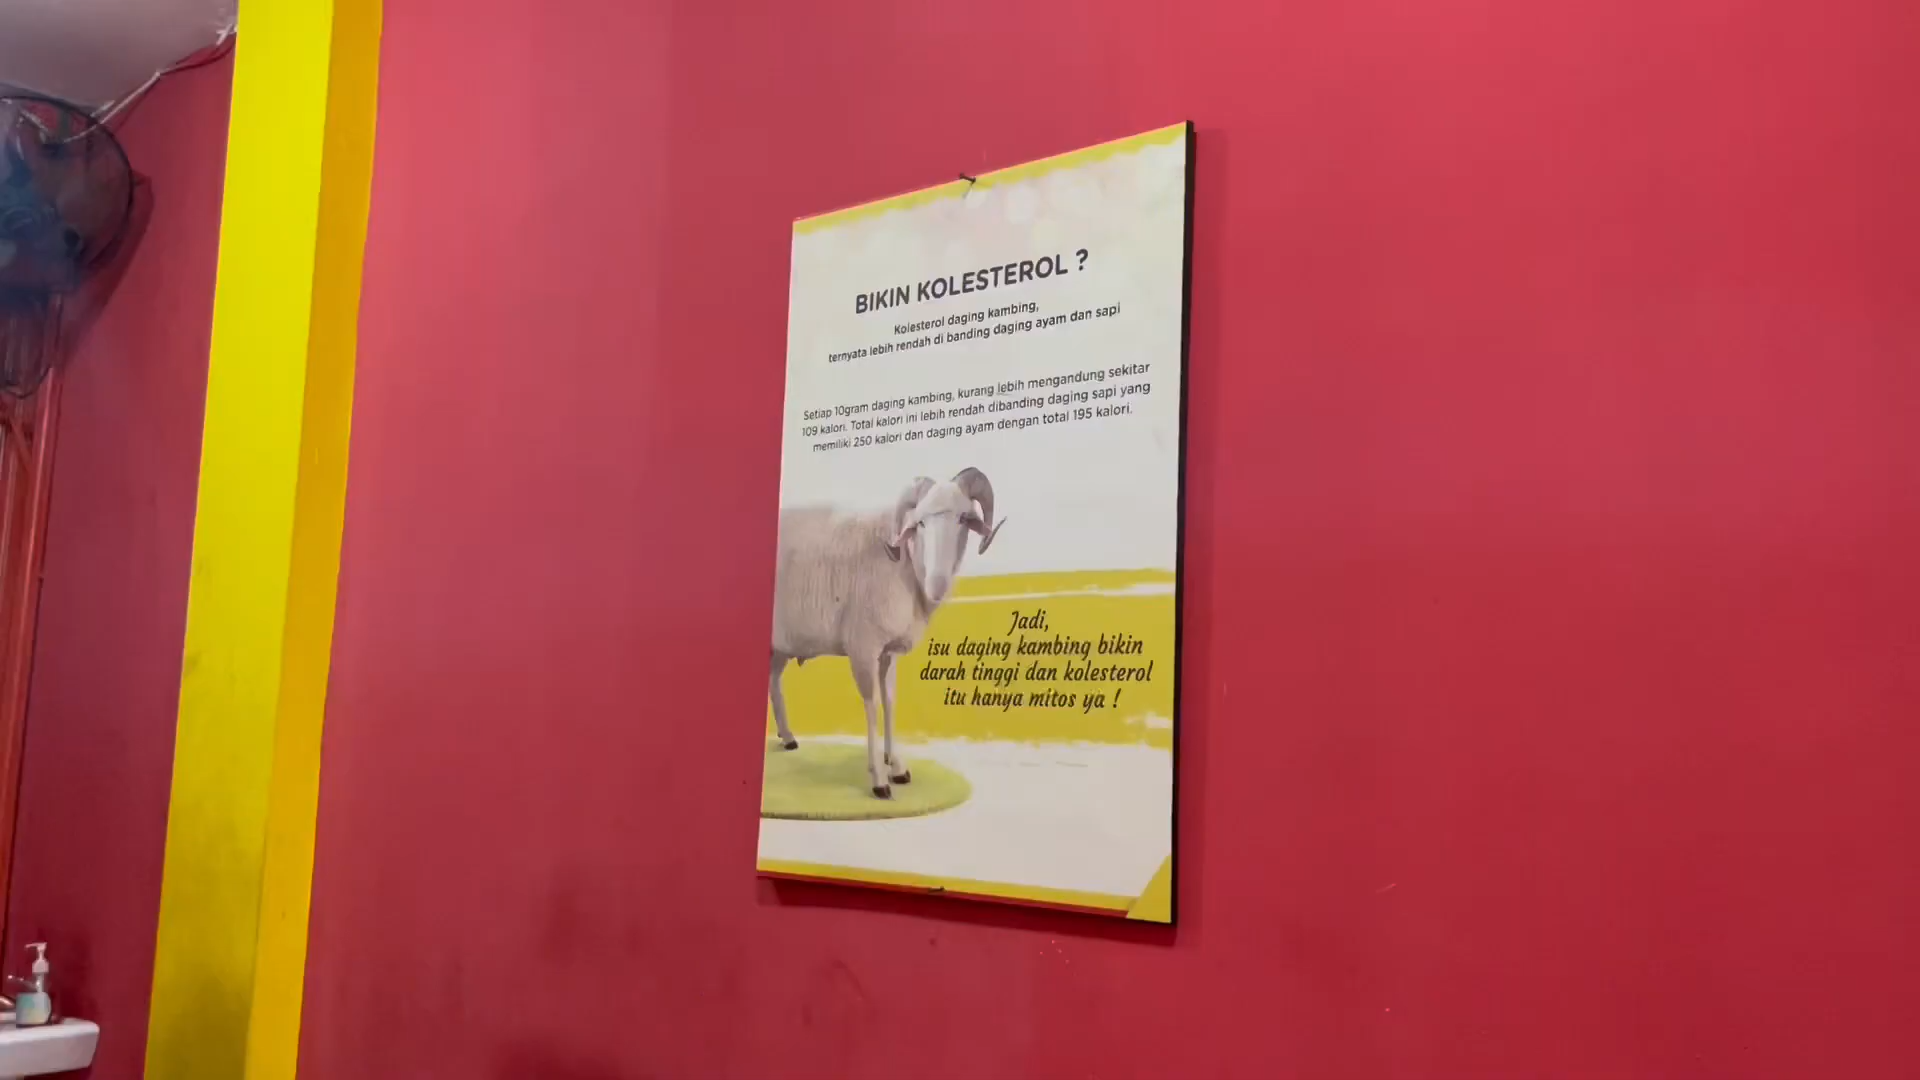 BIKIN KOLESTEROL ?
Kolesterol daging kambing,
ternyata lebih rendah di banding daging ayam dan sapi
Setiap 10gram daging kambing, kurang lebih mengandung sekitar
109 kalori. Total kalori ini lebih rendah dibanding daging sapi yang
memiliki 250 kalori dan daging ayam dengan total 195 kalori.
Jadi,
isu daging kambing bikin
darah tinggi dan kolesterol
itu hanya mitos ya !